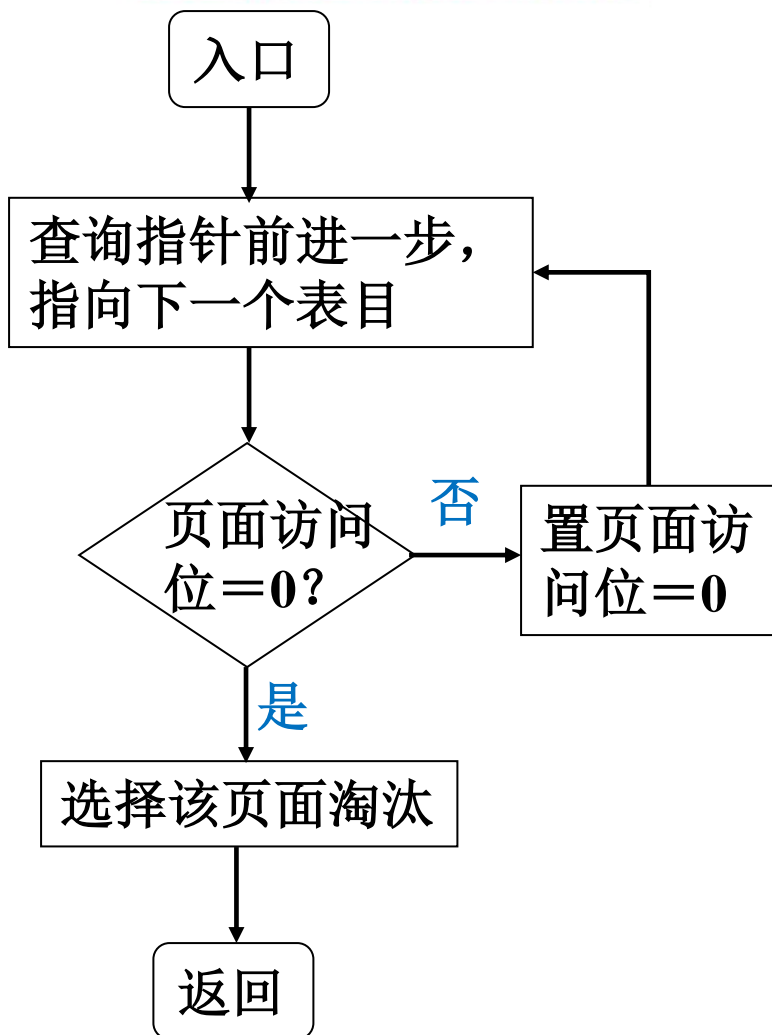 入口
查询指针前进一步，
指向下一个表目
页面访问
位＝0？
否
置页面访
问位＝0
是
选择该页面淘汰
返回